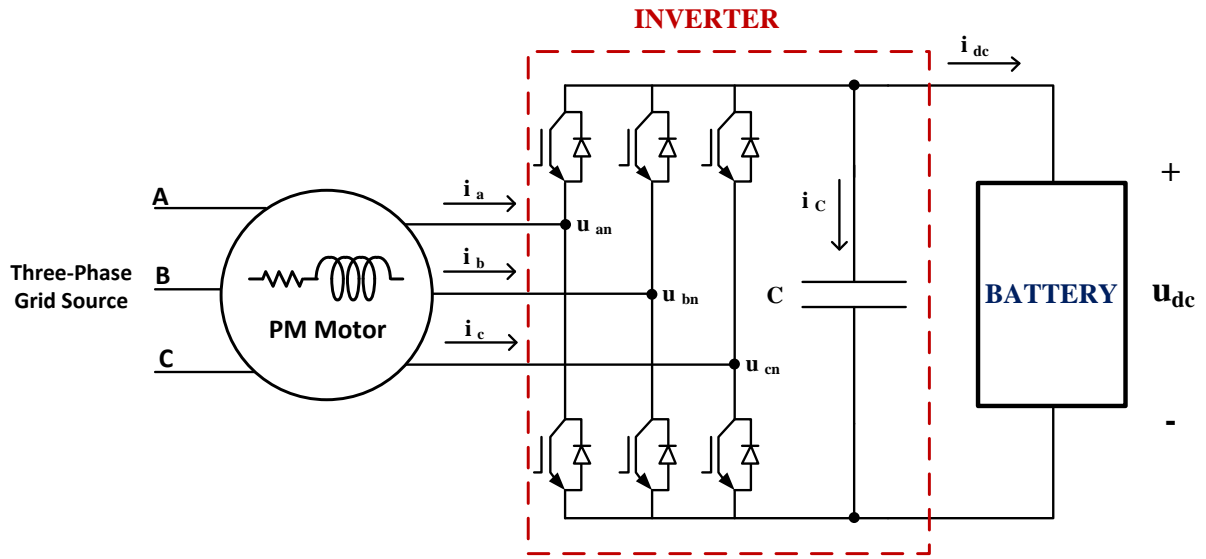 INVERTER
i dc
A
i a
u an
Three-Phase
Grid Source
B
i b
u bn
PM Motor
C
i c
u cn
i C
C
BATTERY
+
u dc
-